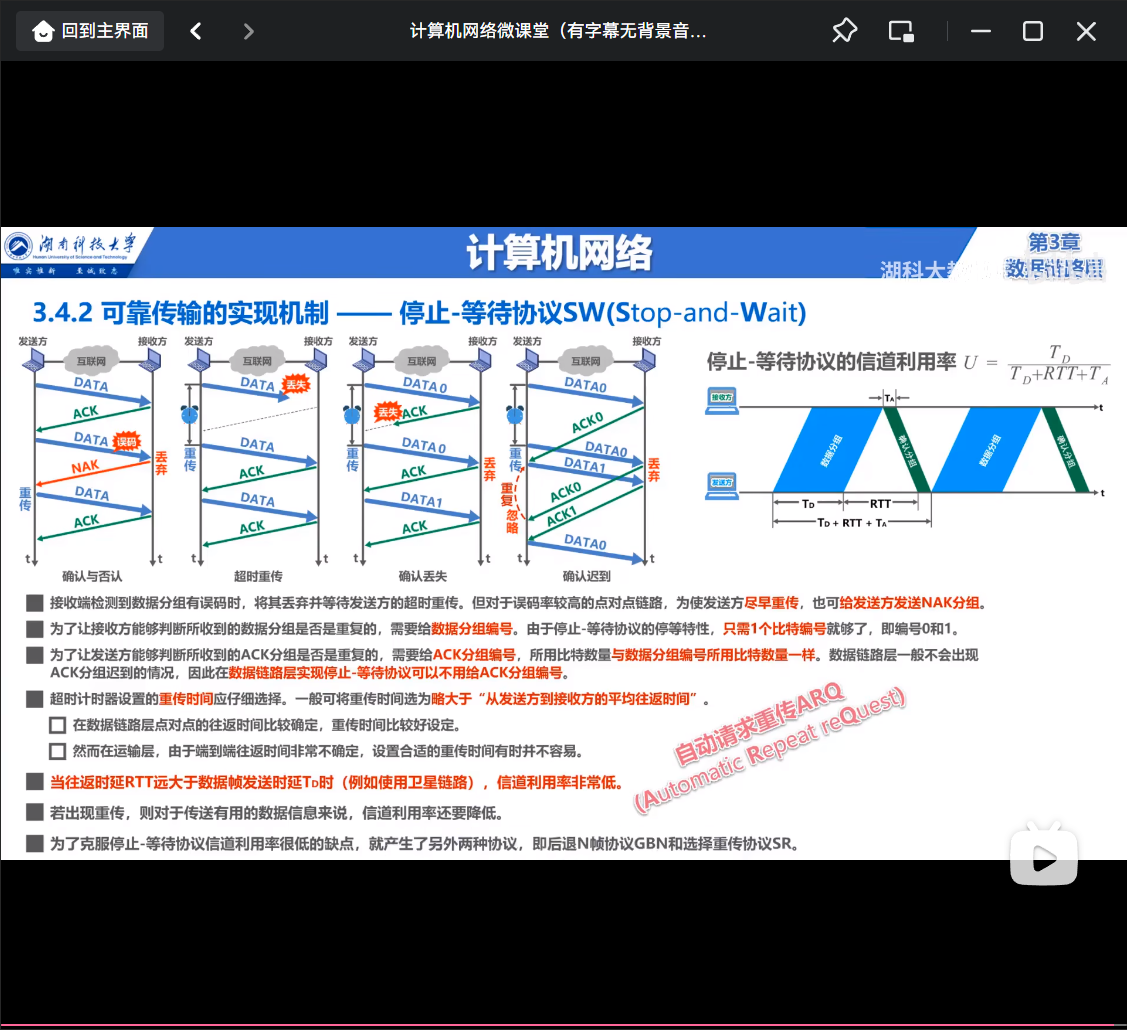 回到主界面
计算机网络微课堂（有字幕无背景音...
湖南科技大学
Hunan University of Science and Technology
唯实惟新 至诚致志
计算机网络
第3章
数据链路层
湖科大教
3.4.2 可靠传输的实现机制 —— 停止-等待协议SW(Stop-and-Wait)
发送方 接收方 发送方 接收方 发送方 接收方 发送方 接收方
互联网 互联网 互联网 互联网
DATA
ACK
DATA 误码
NAK 丢弃
重传
DATA
ACK
t t
确认与否认
DATA 丢失
重传
DATA
ACK
DATA
ACK
t t
超时重传
DATA 0
丢失 ACK
重传
DATA 0
丢弃
ACK
DATA1
ACK
t t
确认丢失
DATA0
ACK0
重传
DATA0
DATA1
丢弃
重复 忽略
ACK0
ACK1
DATA0
t t
确认迟到
停止-等待协议的信道利用率 U = TD / TD+RTT+TA
接收方
TA
t
数据分组 确认分组 数据分组 确认分组
发送方
t
TD RTT
TD + RTT + TA
接收端检测到数据分组有误码时，将其丢弃并等待发送方的超时重传。但对于误码率较高的点对点链路，为使发送方尽早重传，也可给发送方发送NAK分组。
为了让接收方能够判断所收到的数据分组是否是重复的，需要给数据分组编号。由于停止-等待协议的停等特性，只需1个比特编号就够了，即编号0和1。
为了让发送方能够判断所收到的ACK分组是否是重复的，需要给ACK分组编号，所用比特数量与数据分组编号所用比特数量一样。数据链路层一般不会出现
ACK分组迟到的情况，因此在数据链路层实现停止-等待协议可以不用给ACK分组编号。
超时计时器设置的重传时间应仔细选择。一般可将重传时间选为略大于“从发送方到接收方的平均往返时间”。
在数据链路层点对点的往返时间比较确定，重传时间比较好设定。
然而在运输层，由于端到端往返时间非常不确定，设置合适的重传时间有时并不容易。
自动请求重传ARQ
(Automatic Repeat reQuest)
当往返时延RTT远大于数据帧发送时延TD时（例如使用卫星链路），信道利用率非常低。
若出现重传，则对于传送有用的数据信息来说，信道利用率还要降低。
为了克服停止-等待协议信道利用率很低的缺点，就产生了另外两种协议，即后退N帧协议GBN和选择重传协议SR。